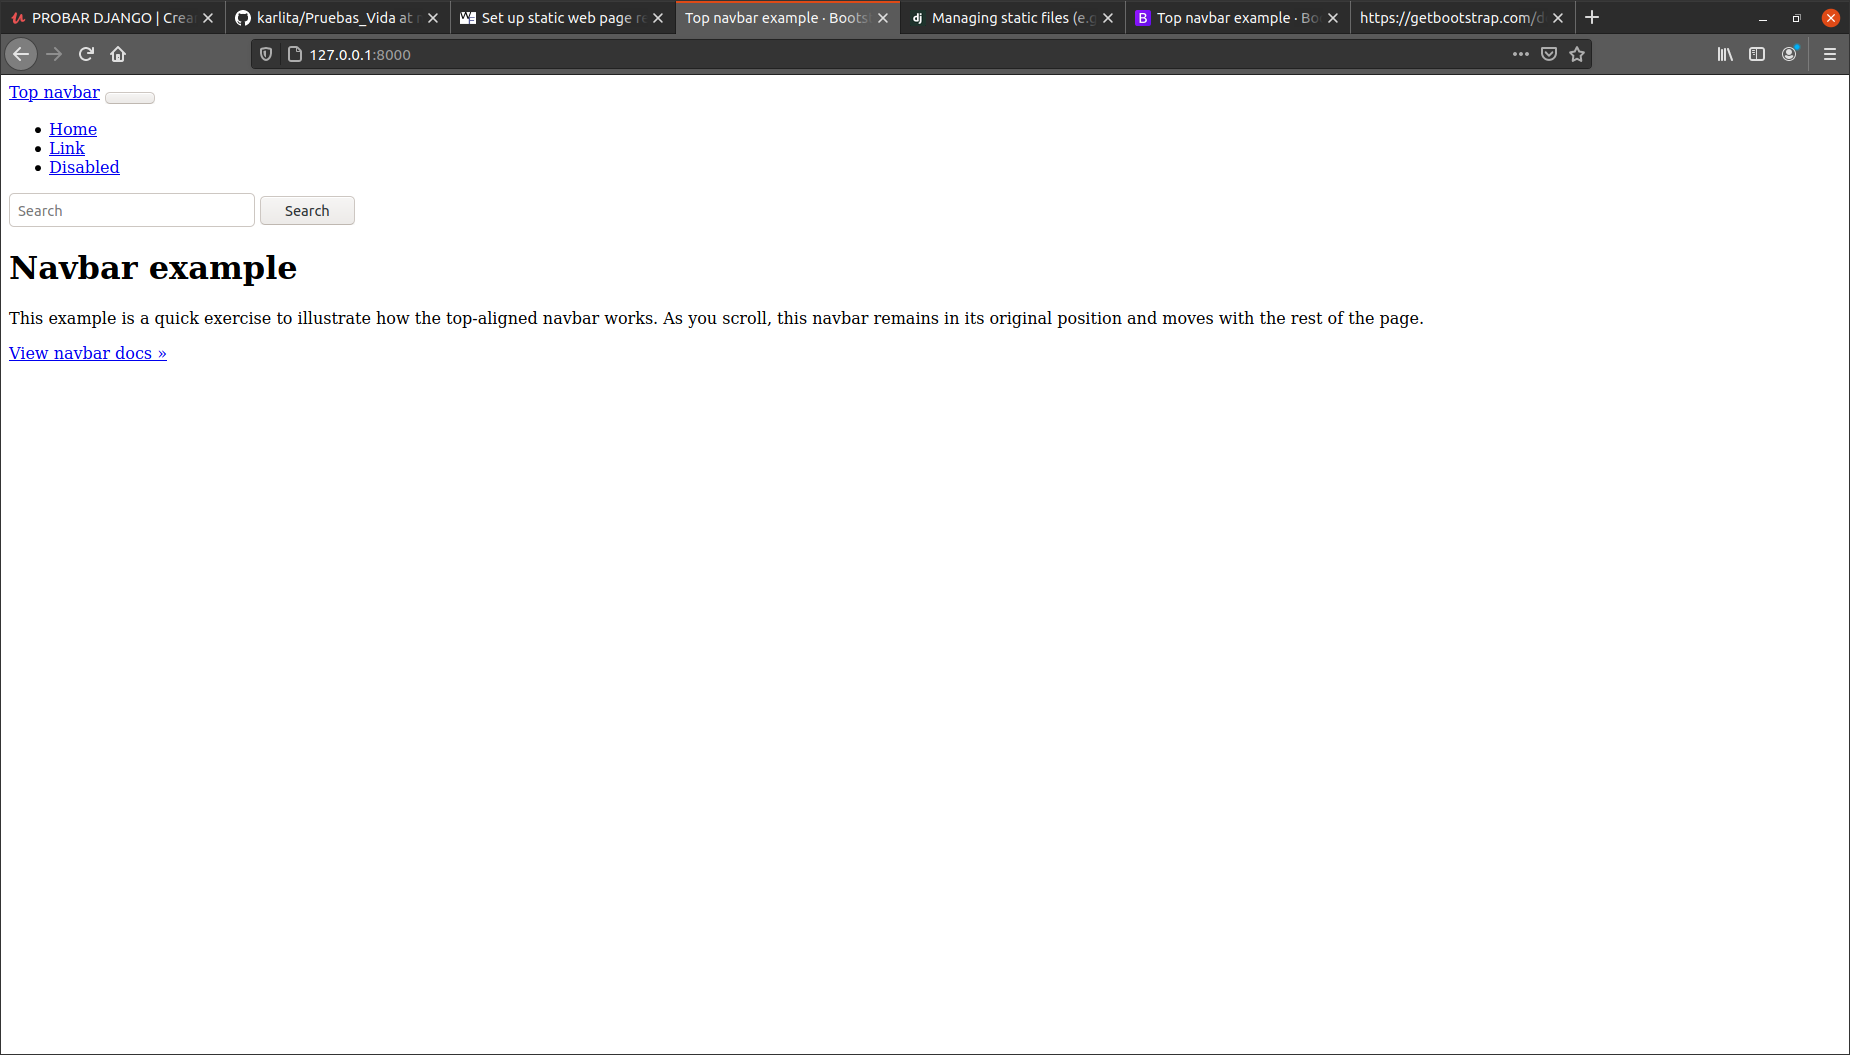 PROBAR DJANGO | Crea
karlita/Pruebas_Vida at
Set up static web page re
Top navbar example · Boots
Managing static files (e.g
Top navbar example · Bo
https://getbootstrap.com/d
127.0.0.1:8000
Top navbar
Home
Link
Disabled
Search Search
Navbar example
This example is a quick exercise to illustrate how the top-aligned navbar works. As you scroll, this navbar remains in its original position and moves with the rest of the page.
View navbar docs »